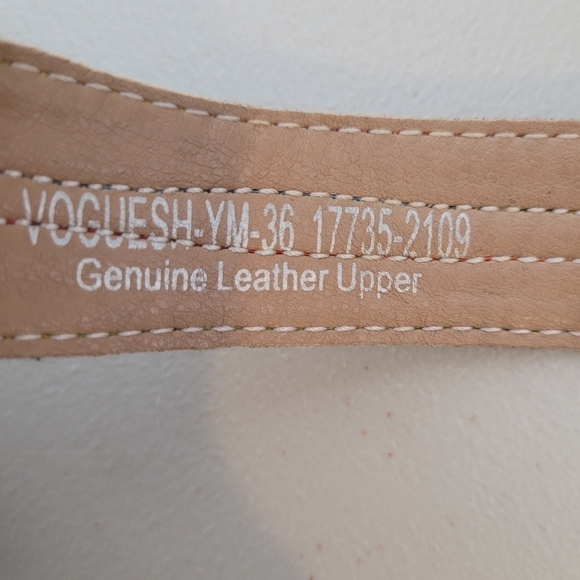 VOGUESH-YM-36 17735-2109
Genuine Leather Upper